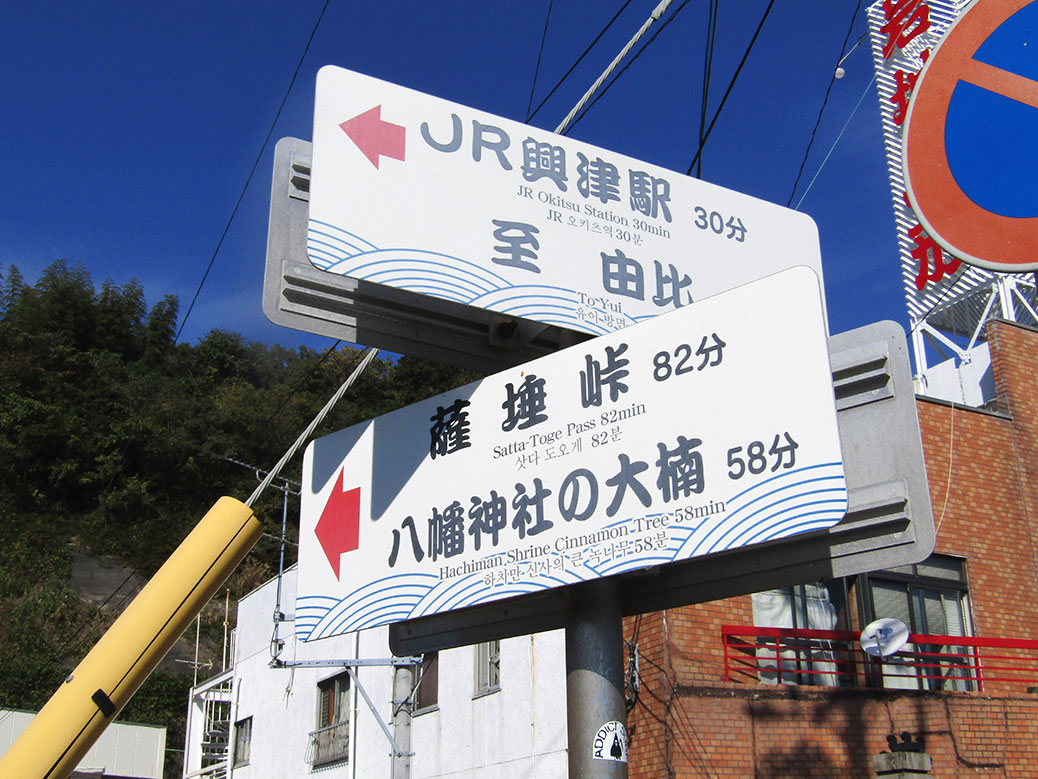 JR興津駅 30分
JR Okitsu Station 30min
JR 오키츠역 30분
至 由比
To Yui
유이 방면
薩埵峠 82分
Satta-Toge Pass 82min
삿다 도오게 82분
八幡神社の大楠 58分
Hachiman Shrine Cinnamon Tree 58min
하치만 신사의 큰 녹나무 58분
ADDICT